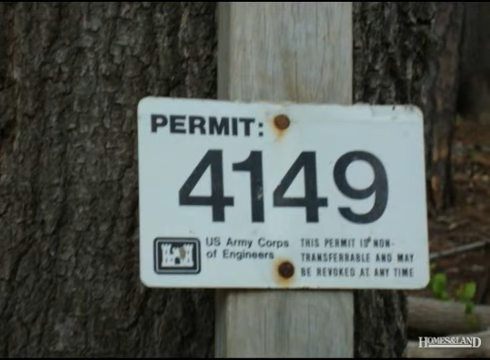 PERMIT:
4149
US Army Corps
of Engineers
THIS PERMIT IS NON-
TRANSFERRABLE AND MAY
BE REVOKED AT ANY TIME
HOMES&LAND